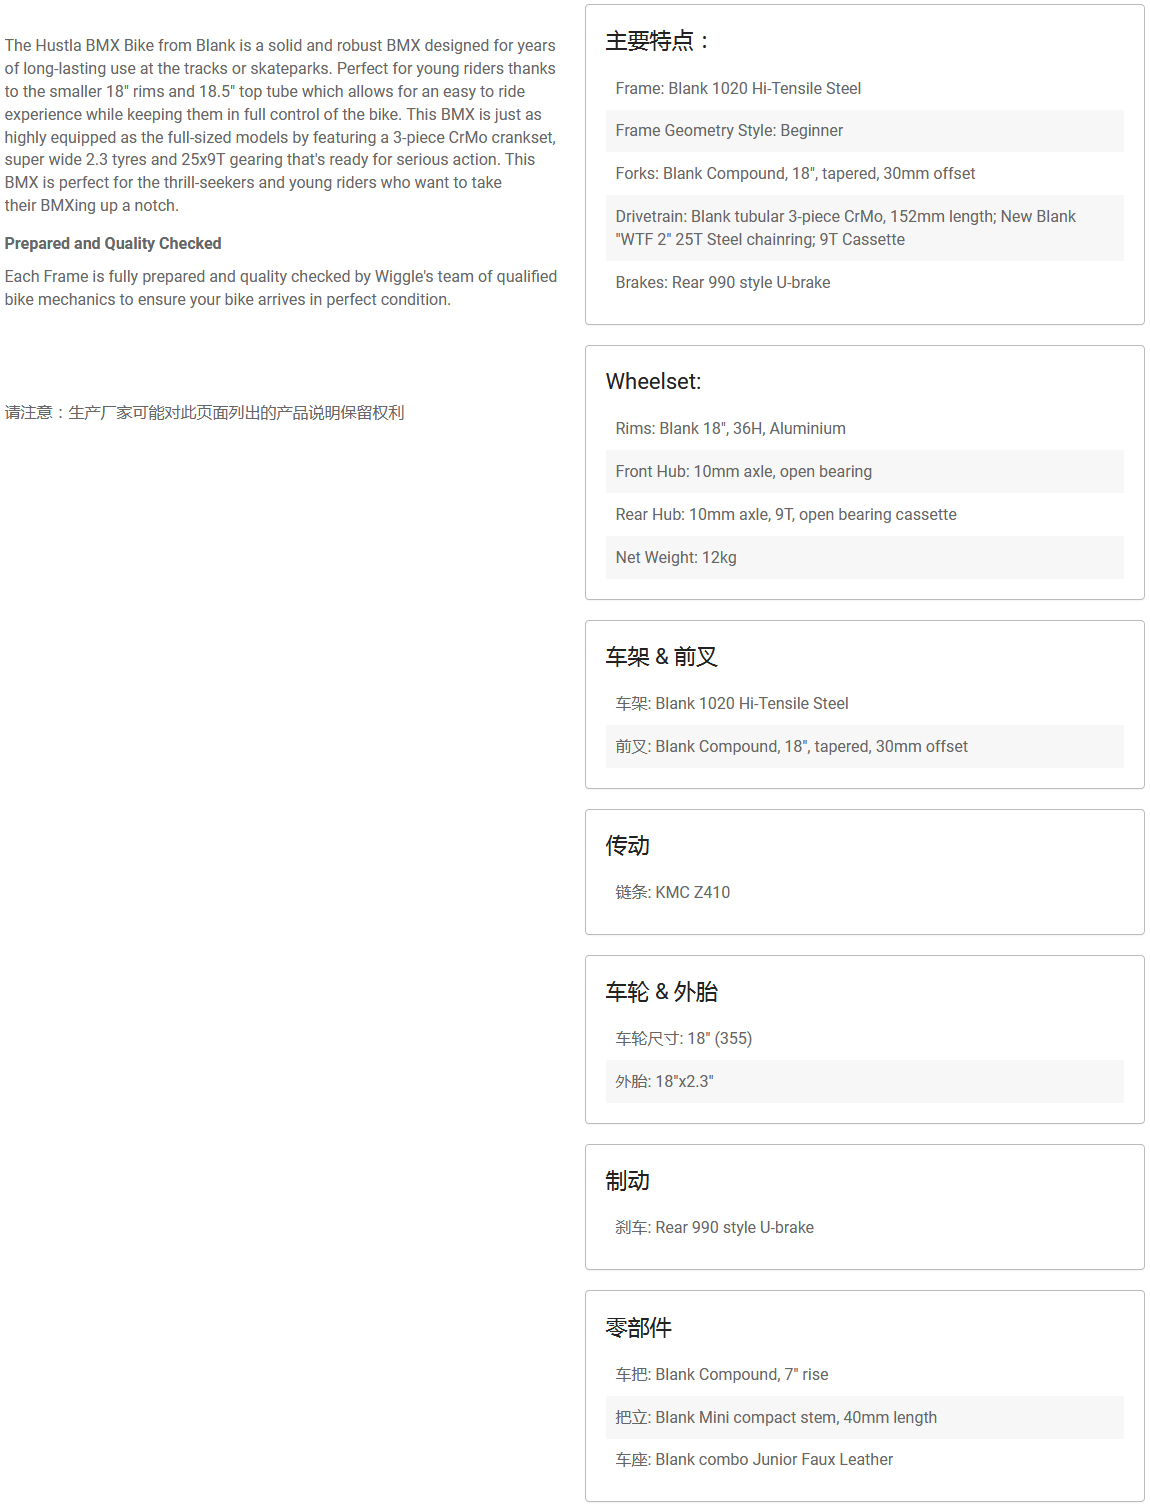 The Hustla BMX Bike from Blank is a solid and robust BMX designed for years
of long-lasting use at the tracks or skateparks. Perfect for young riders thanks
to the smaller 18" rims and 18.5" top tube which allows for an easy to ride
experience while keeping them in full control of the bike. This BMX is just as
highly equipped as the full-sized models by featuring a 3-piece CrMo crankset,
super wide 2.3 tyres and 25x9T gearing that's ready for serious action. This
BMX is perfect for the thrill-seekers and young riders who want to take
their BMXing up a notch.
Prepared and Quality Checked
Each Frame is fully prepared and quality checked by Wiggle's team of qualified
bike mechanics to ensure your bike arrives in perfect condition.
请注意：生产厂家可能对此页面列出的产品说明保留权利
主要特点：
Frame: Blank 1020 Hi-Tensile Steel
Frame Geometry Style: Beginner
Forks: Blank Compound, 18", tapered, 30mm offset
Drivetrain: Blank tubular 3-piece CrMo, 152mm length; New Blank
"WTF 2" 25T Steel chainring; 9T Cassette
Brakes: Rear 990 style U-brake
Wheelset:
Rims: Blank 18", 36H, Aluminium
Front Hub: 10mm axle, open bearing
Rear Hub: 10mm axle, 9T, open bearing cassette
Net Weight: 12kg
车架 & 前叉
车架: Blank 1020 Hi-Tensile Steel
前叉: Blank Compound, 18", tapered, 30mm offset
传动
链条: KMC Z410
车轮 & 外胎
车轮尺寸: 18" (355)
外胎: 18"x2.3"
制动
刹车: Rear 990 style U-brake
零部件
车把: Blank Compound, 7" rise
把立: Blank Mini compact stem, 40mm length
车座: Blank combo Junior Faux Leather